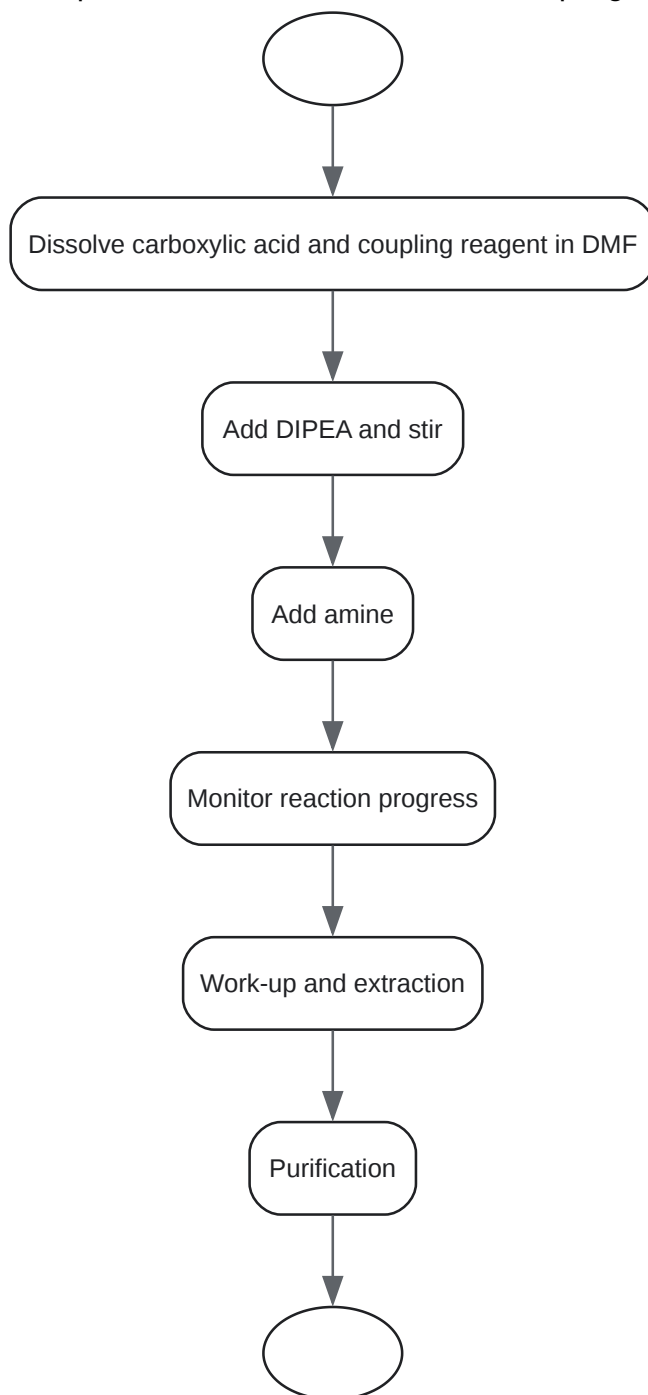 Dissolve carboxylic acid and coupling reagent in DMF
Add DIPEA and stir
Add amine
Monitor reaction progress
Work-up and extraction
Purification